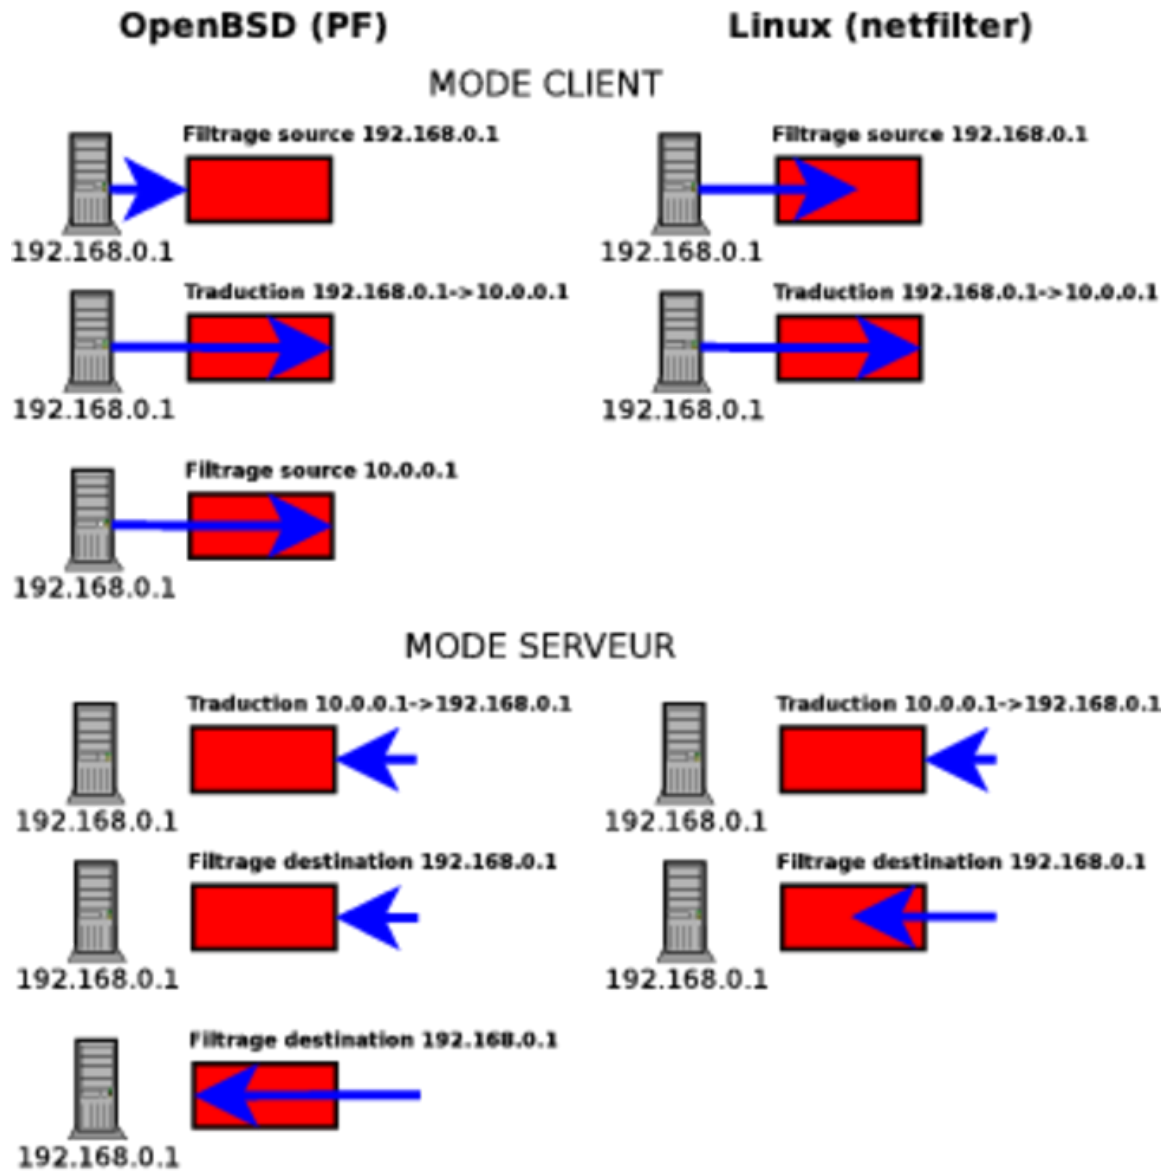 OpenBSD (PF) Linux (netfilter)
MODE CLIENT
Filtrage source 192.168.0.1 Filtrage source 192.168.0.1
192.168.0.1 192.168.0.1
Traduction 192.168.0.1->10.0.0.1 Traduction 192.168.0.1->10.0.0.1
192.168.0.1 192.168.0.1
Filtrage source 10.0.0.1
192.168.0.1
MODE SERVEUR
Traduction 10.0.0.1->192.168.0.1 Traduction 10.0.0.1->192.168.0.1
192.168.0.1 192.168.0.1
Filtrage destination 192.168.0.1 Filtrage destination 192.168.0.1
192.168.0.1 192.168.0.1
Filtrage destination 192.168.0.1
192.168.0.1